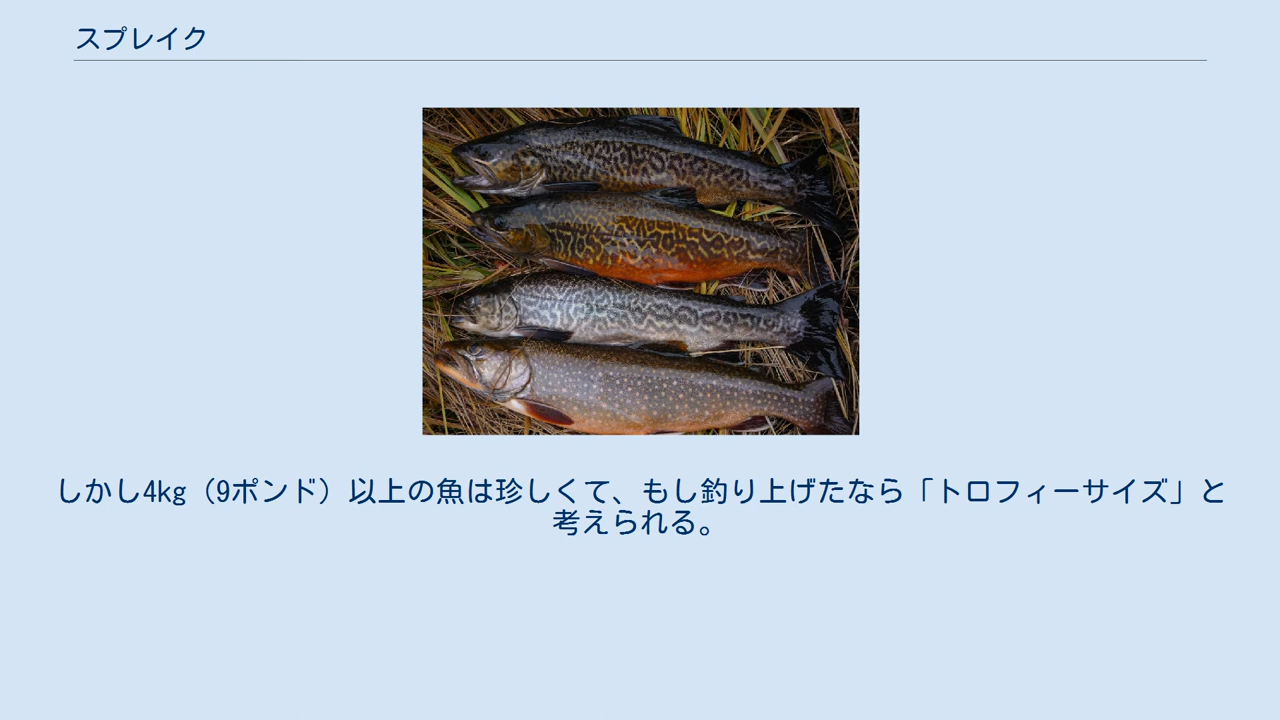 スプレイク
しかし4kg（9ポンド）以上の魚は珍しくて、もし釣り上げたなら「トロフィーサイズ」と
考えられる。